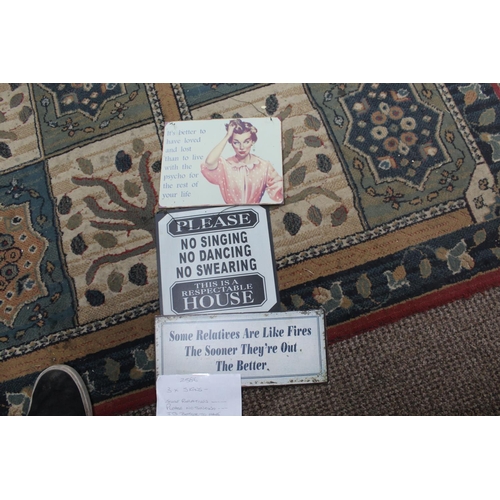 It's better to
have loved
and lost
than to live
with the
psycho for
the rest of
your life
PLEASE
NO SINGING
NO DANCING
NO SWEARING
THIS IS A
RESPECTABLE
HOUSE
Some Relatives Are Like Fires
The Sooner They're Out.
The Better.